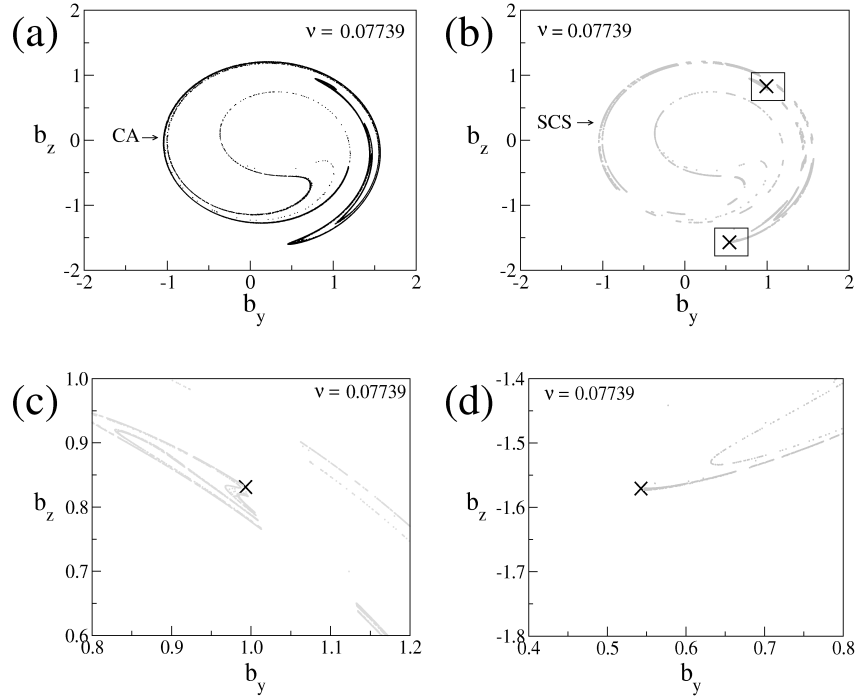 (a)
ν = 0.07739
2
1
0
-1
-2
b_z
CA→
-2 -1 0 1 2
b_y
(b)
ν = 0.07739
2
1
0
-1
-2
b_z
SCS→
-2 -1 0 1 2
b_y
(c)
ν = 0.07739
1.0
0.9
0.8
0.7
0.6
b_z
0.8 0.9 1.0 1.1 1.2
b_y
(d)
ν = 0.07739
-1.4
-1.5
-1.6
-1.7
-1.8
b_z
0.4 0.5 0.6 0.7 0.8
b_y